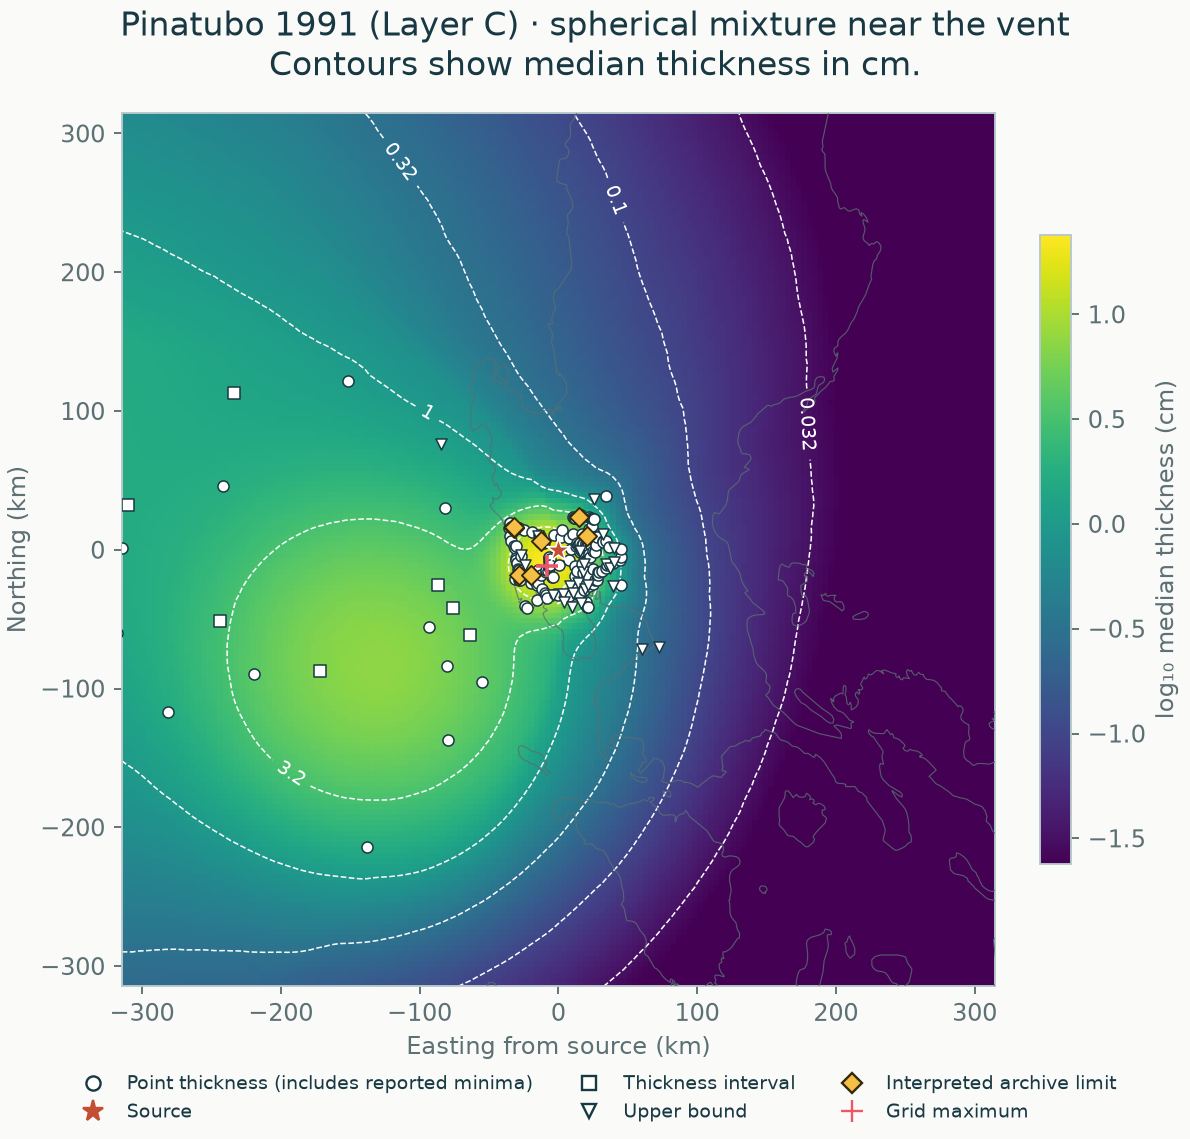 Pinatubo 1991 (Layer C) · spherical mixture near the vent
Contours show median thickness in cm.
300
200
100
0
−100
−200
−300
Northing (km)
0.32
0.1
1
0.032
3.2
−300
−200
−100
0
100
200
300
Easting from source (km)
1.0
0.5
0.0
−0.5
−1.0
−1.5
log₁₀ median thickness (cm)
Point thickness (includes reported minima)
Thickness interval
Interpreted archive limit
Source
Upper bound
Grid maximum